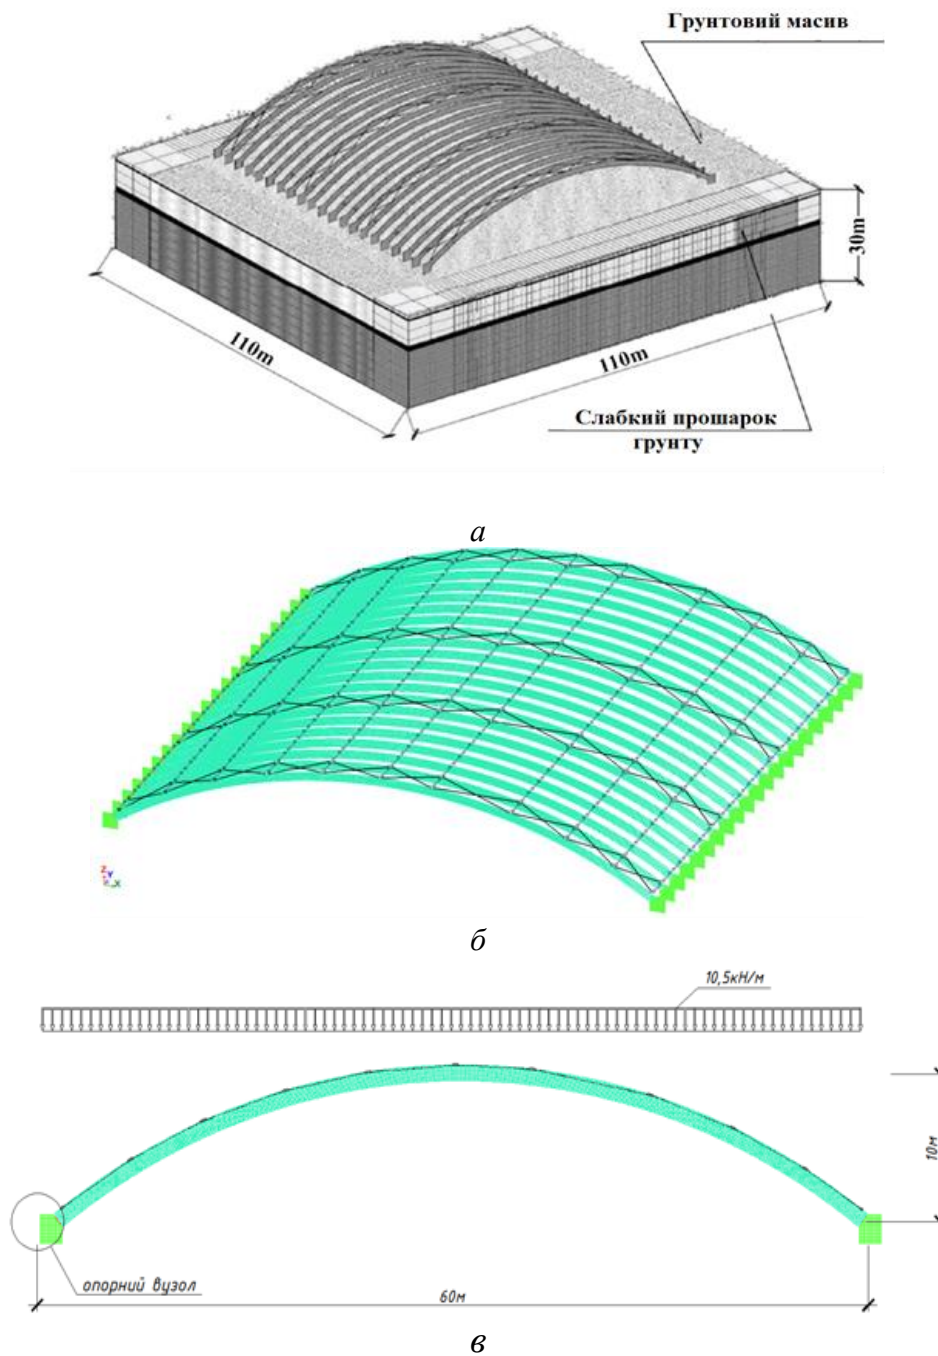 Грунтовий масив
30m
110m
110m
Слабкий прошарок
грунту
а
Z
Y
X
б
10,5кН/м
10м
опорний вузол
60м
в